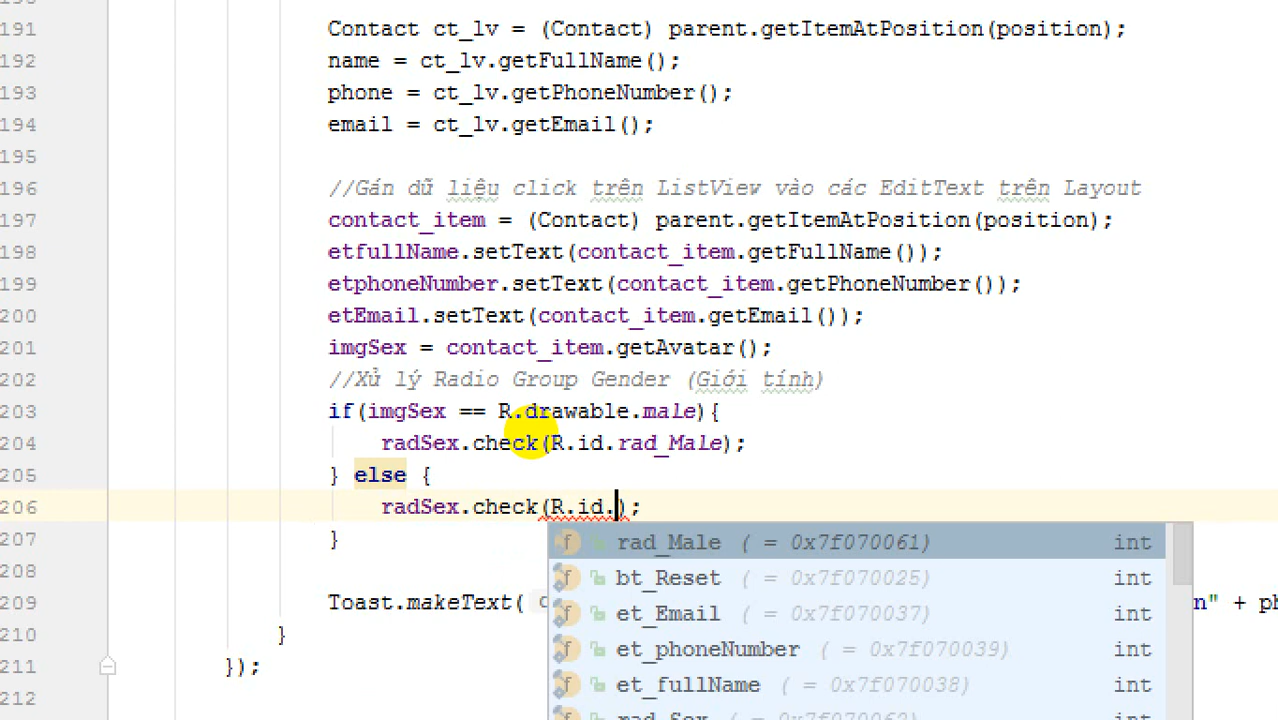 191 Contact ct_lv = (Contact) parent.getItemAtPosition(position);
192 name = ct_lv.getFullName();
193 phone = ct_lv.getPhoneNumber();
194 email = ct_lv.getEmail();
195
196 //Gán dữ liệu click trên ListView vào các EditText trên Layout
197 contact_item = (Contact) parent.getItemAtPosition(position);
198 etfullName.setText(contact_item.getFullName());
199 etphoneNumber.setText(contact_item.getPhoneNumber());
200 etEmail.setText(contact_item.getEmail());
201 imgSex = contact_item.getAvatar();
202 //Xử lý Radio Group Gender (Giới tính)
203 if(imgSex == R.drawable.male){
204 radSex.check(R.id.rad_Male);
205 } else {
206 radSex.check(R.id.);
207 }
rad_Male ( = 0x7f070061) int
208
bt_Reset ( = 0x7f070025) int
209 Toast.makeText( n" + ph
et_Email ( = 0x7f070037) int
210 }
et_phoneNumber ( = 0x7f070039) int
211 });
et_fullName ( = 0x7f070038) int
212
rad_Sex ( = 0x7f070062) int